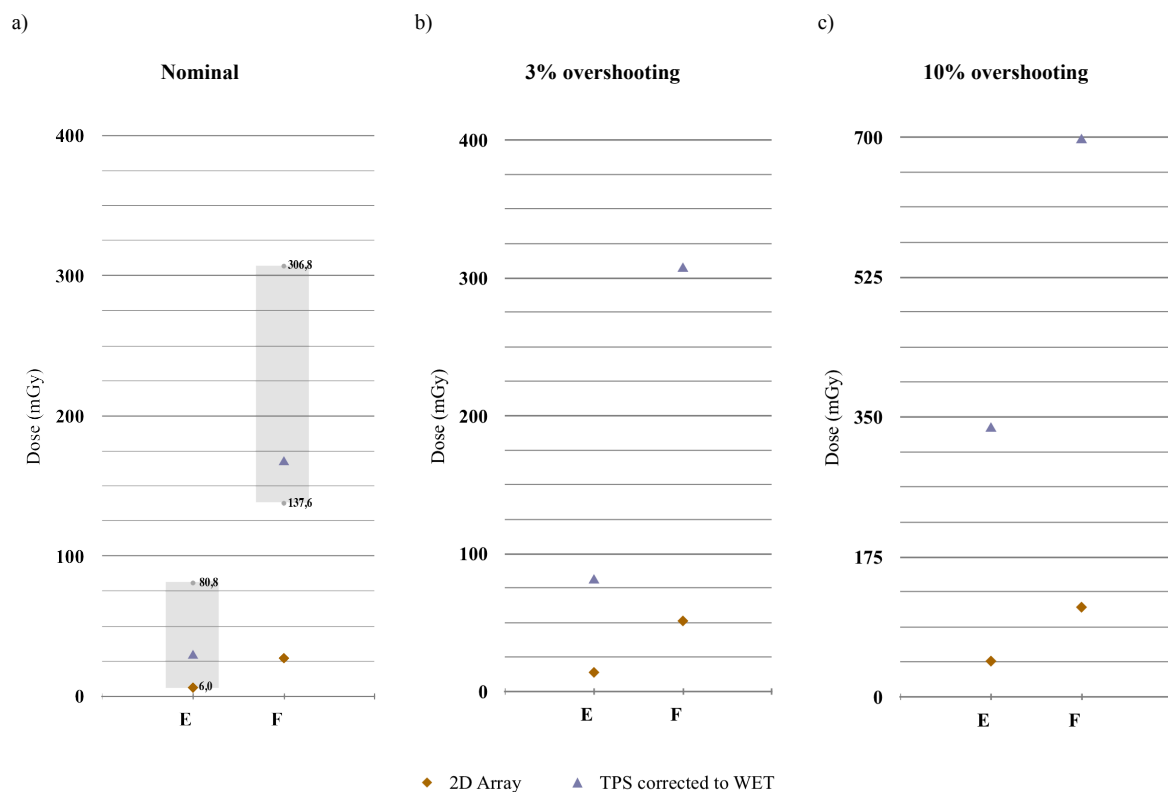 a)
Nominal
400
300
200
100
0
Dose (mGy)
306,8
137,6
80,8
6,0
E F
b)
3% overshooting
400
300
200
100
0
Dose (mGy)
E F
c)
10% overshooting
700
525
350
175
0
Dose (mGy)
E F
2D Array TPS corrected to WET